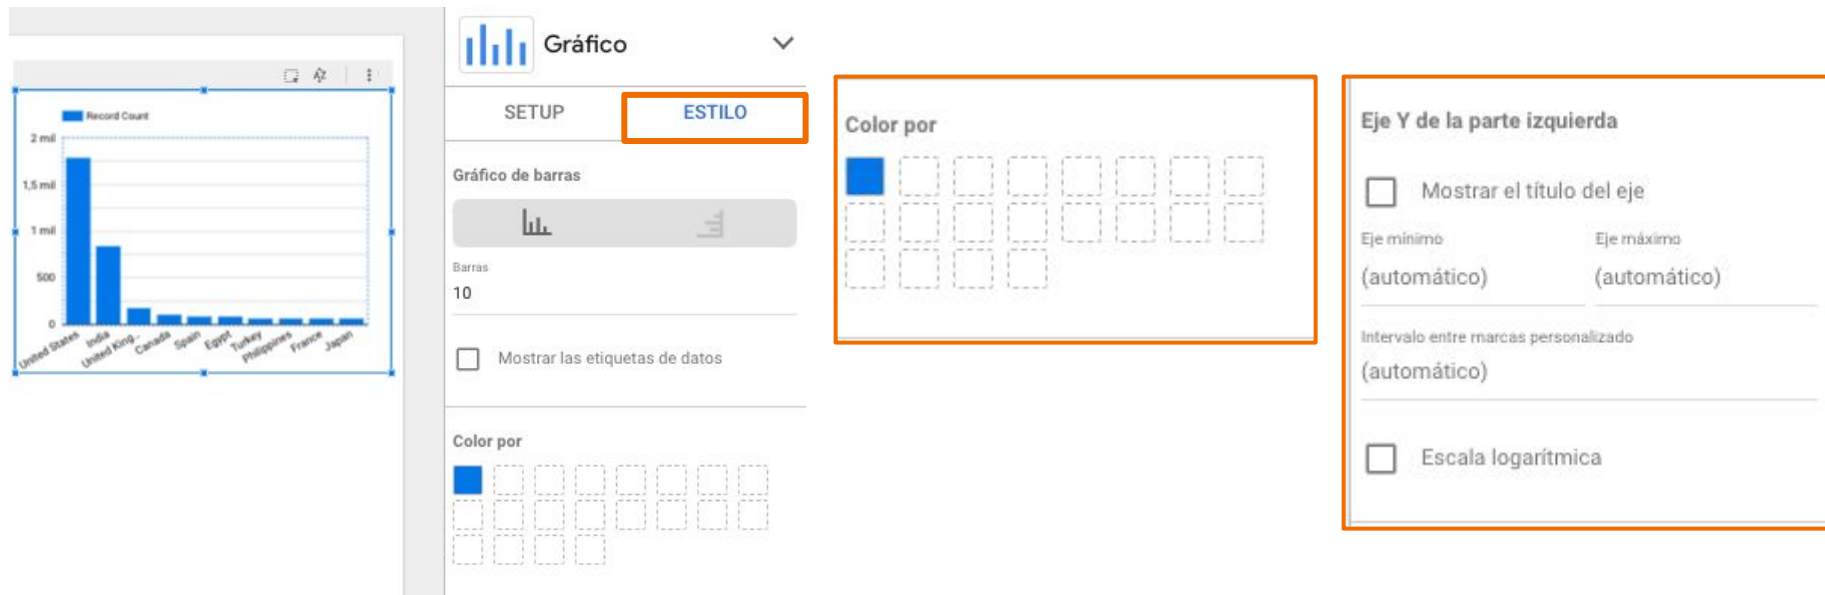 Record Count
2 mil
1,5 mil
1 mil
500
0
United States
India
United King...
Canada
Spain
Egypt
Turkey
Philippines
France
Japan
Gráfico
SETUP
ESTILO
Gráfico de barras
Barras
10
Mostrar las etiquetas de datos
Color por
Color por
Eje Y de la parte izquierda
Mostrar el título del eje
Eje mínimo Eje máximo
(automático) (automático)
Intervalo entre marcas personalizado
(automático)
Escala logarítmica